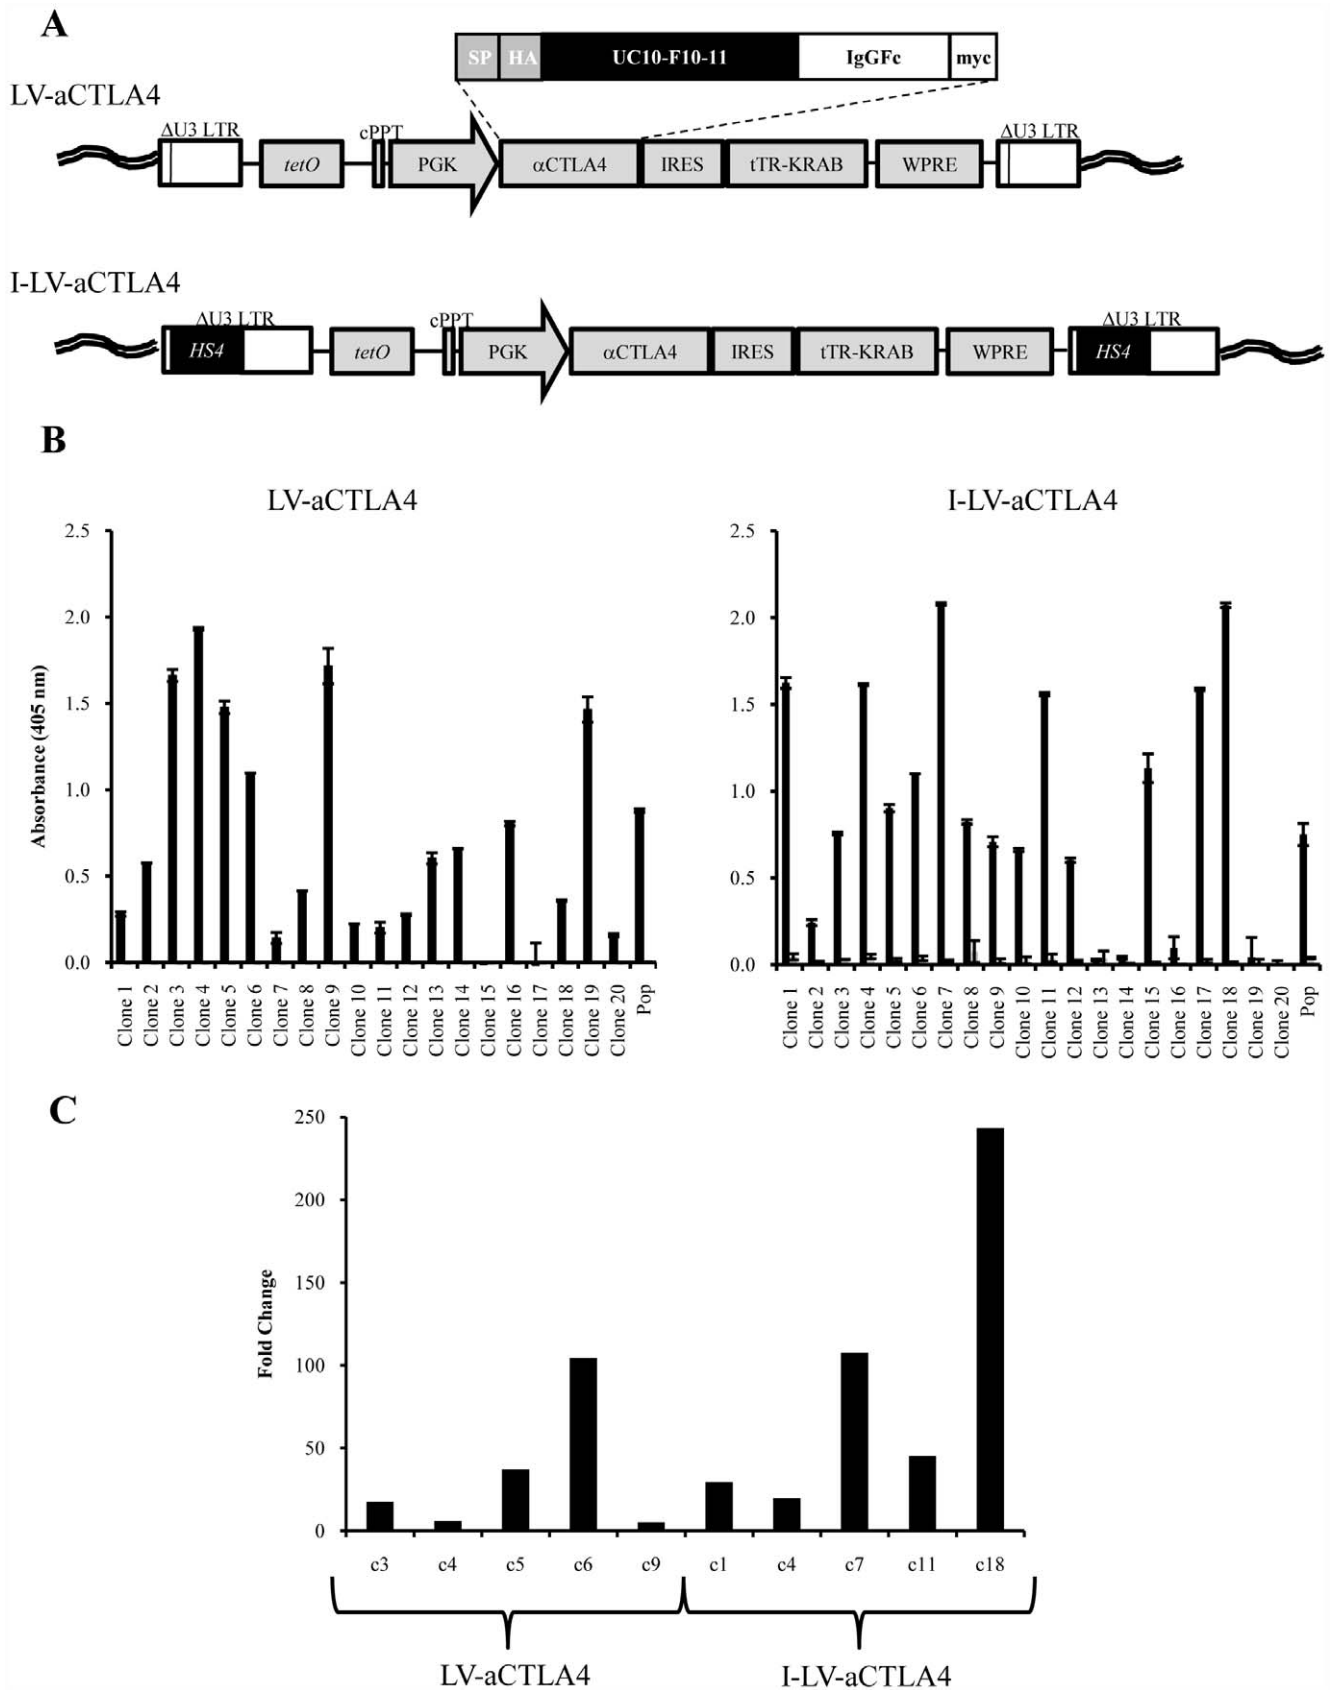 A
SP HA UC10-F10-11 IgGFc myc
LV-aCTLA4
ΔU3 LTR cPPT ΔU3 LTR
tetO PGK αCTLA4 IRES tTR-KRAB WPRE
I-LV-aCTLA4
ΔU3 LTR cPPT ΔU3 LTR
HS4 tetO PGK αCTLA4 IRES tTR-KRAB WPRE HS4
B
LV-aCTLA4
2.5
2.0
1.5
1.0
0.5
0.0
Absorbance (405 nm)
Clone 1
Clone 2
Clone 3
Clone 4
Clone 5
Clone 6
Clone 7
Clone 8
Clone 9
Clone 10
Clone 11
Clone 12
Clone 13
Clone 14
Clone 15
Clone 16
Clone 17
Clone 18
Clone 19
Clone 20
Pop
I-LV-aCTLA4
2.5
2.0
1.5
1.0
0.5
0.0
Clone 1
Clone 2
Clone 3
Clone 4
Clone 5
Clone 6
Clone 7
Clone 8
Clone 9
Clone 10
Clone 11
Clone 12
Clone 13
Clone 14
Clone 15
Clone 16
Clone 17
Clone 18
Clone 19
Clone 20
Pop
C
250
200
150
100
50
0
Fold Change
c3 c4 c5 c6 c9 c1 c4 c7 c11 c18
LV-aCTLA4 I-LV-aCTLA4